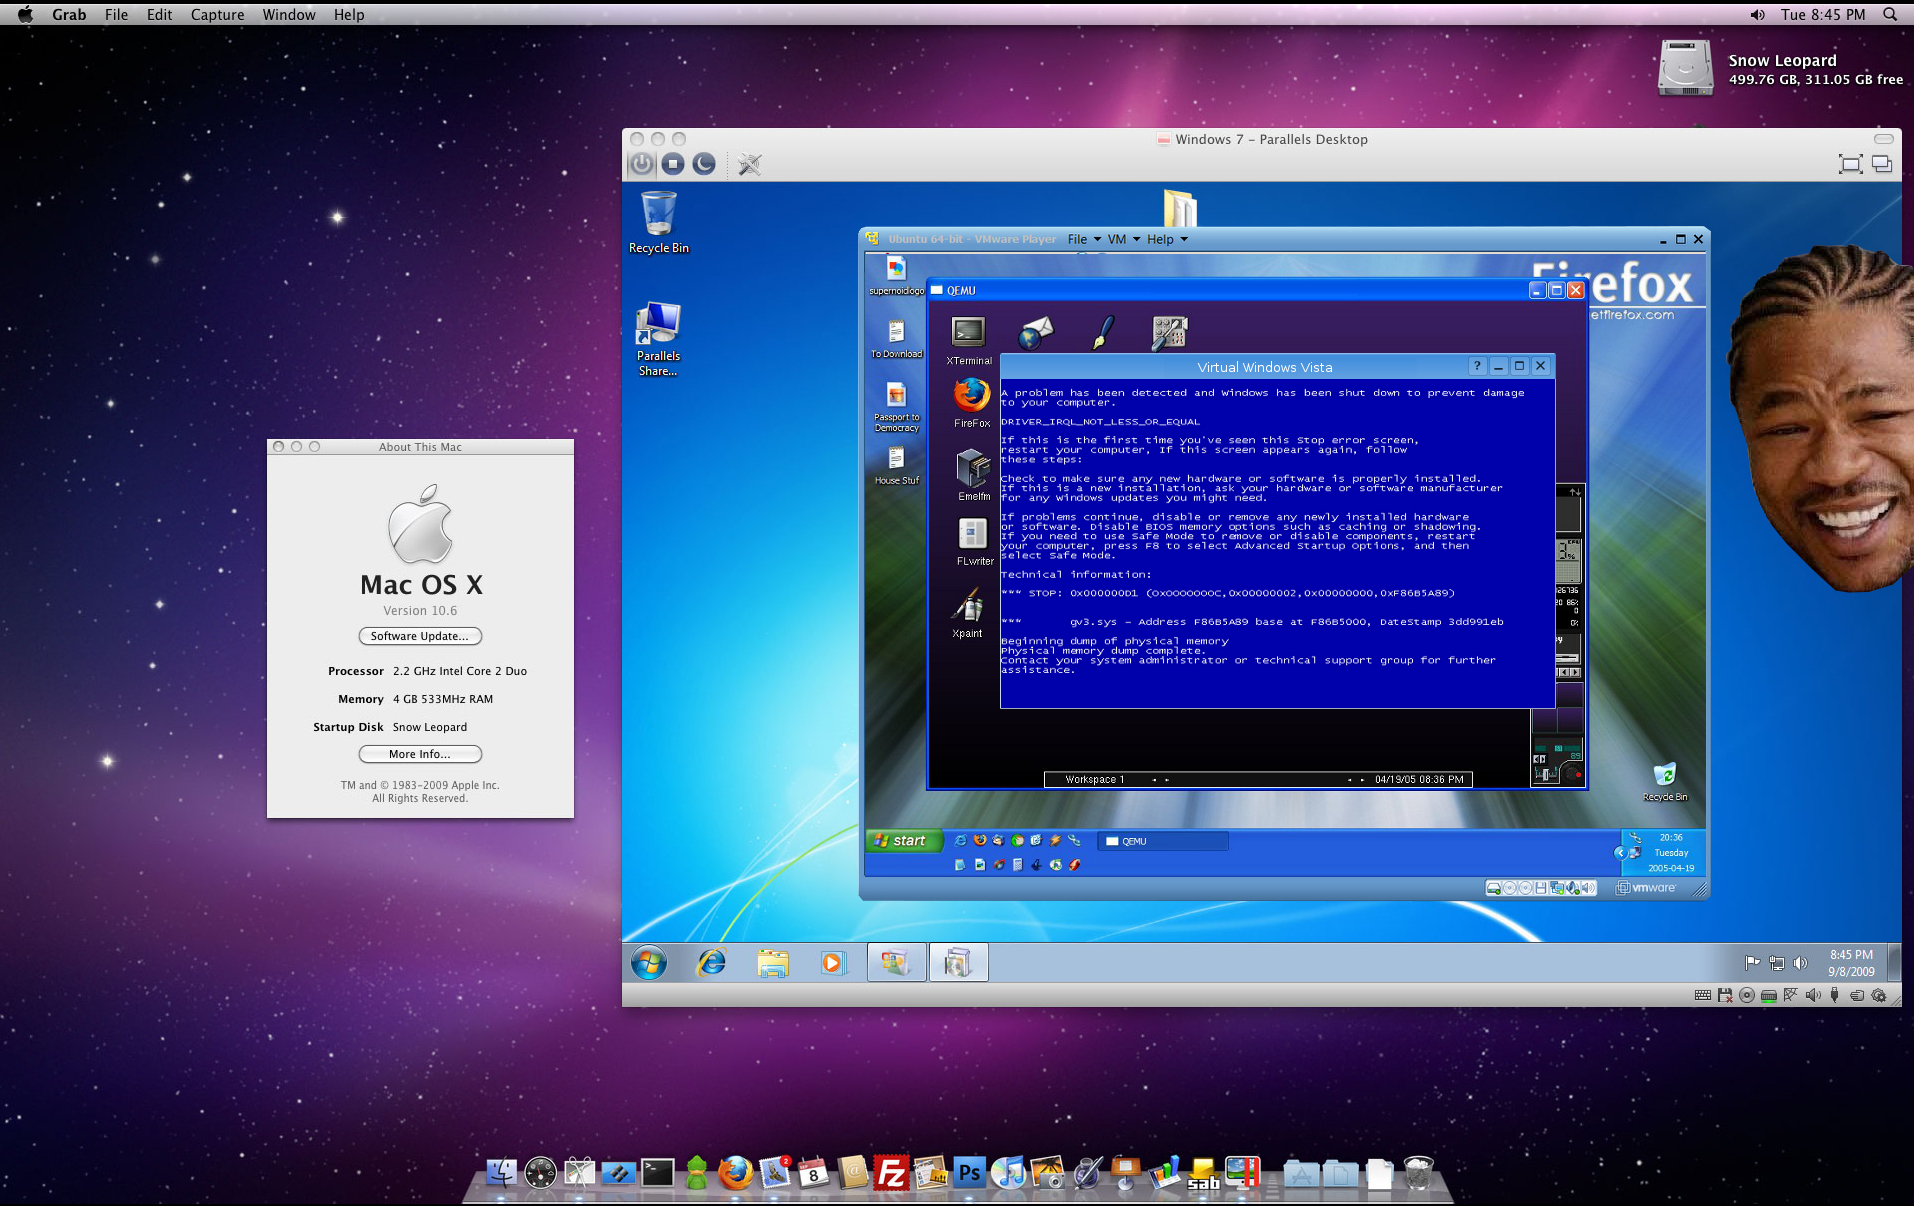 Grab File Edit Capture Window Help
Tue 8:45 PM
Snow Leopard
499.76 GB, 311.05 GB free
Windows 7 – Parallels Desktop
Recycle Bin
Parallels
Share...
Ubuntu 64-bit - VMware Player File VM Help
Firefox
etfirefox.com
supernoidlogo
To Download
Passport to
Democracy
House Stuf
QEMU
XTerminal
FireFox
Emelfm
FLwriter
Xpaint
Virtual Windows Vista
A problem has been detected and Windows has been shut down to prevent damage
to your computer.
DRIVER_IRQL_NOT_LESS_OR_EQUAL
If this is the first time you've seen this Stop error screen,
restart your computer, If this screen appears again, follow
these steps:
Check to make sure any new hardware or software is properly installed.
If this is a new installation, ask your hardware or software manufacturer
for any Windows updates you might need.
If problems continue, disable or remove any newly installed hardware
or software. Disable BIOS memory options such as caching or shadowing.
If you need to use Safe Mode to remove or disable components, restart
your computer, press F8 to select Advanced Startup Options, and then
select Safe Mode.
Technical information:
*** STOP: 0x000000D1 (0x0000000C,0x00000002,0x00000000,0xF86B5A89)
*** gv3.sys – Address F86B5A89 base at F86B5000, DateStamp 3dd991eb
Beginning dump of physical memory
Physical memory dump complete.
Contact your system administrator or technical support group for further
assistance.
3%
Workspace 1
04/19/05 08:36 PM
Recycle Bin
start
QEMU
20:36
Tuesday
2005-04-19
vmware
8:45 PM
9/8/2009
About This Mac
Mac OS X
Version 10.6
Software Update...
Processor 2.2 GHz Intel Core 2 Duo
Memory 4 GB 533MHz RAM
Startup Disk Snow Leopard
More Info...
TM and © 1983–2009 Apple Inc.
All Rights Reserved.
2
SEP
8
@
Fz
Ps
sab